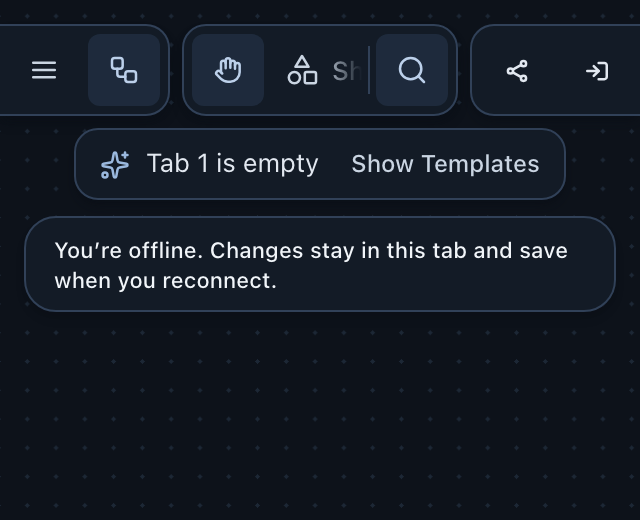 Sh
Tab 1 is empty Show Templates
You’re offline. Changes stay in this tab and save
when you reconnect.